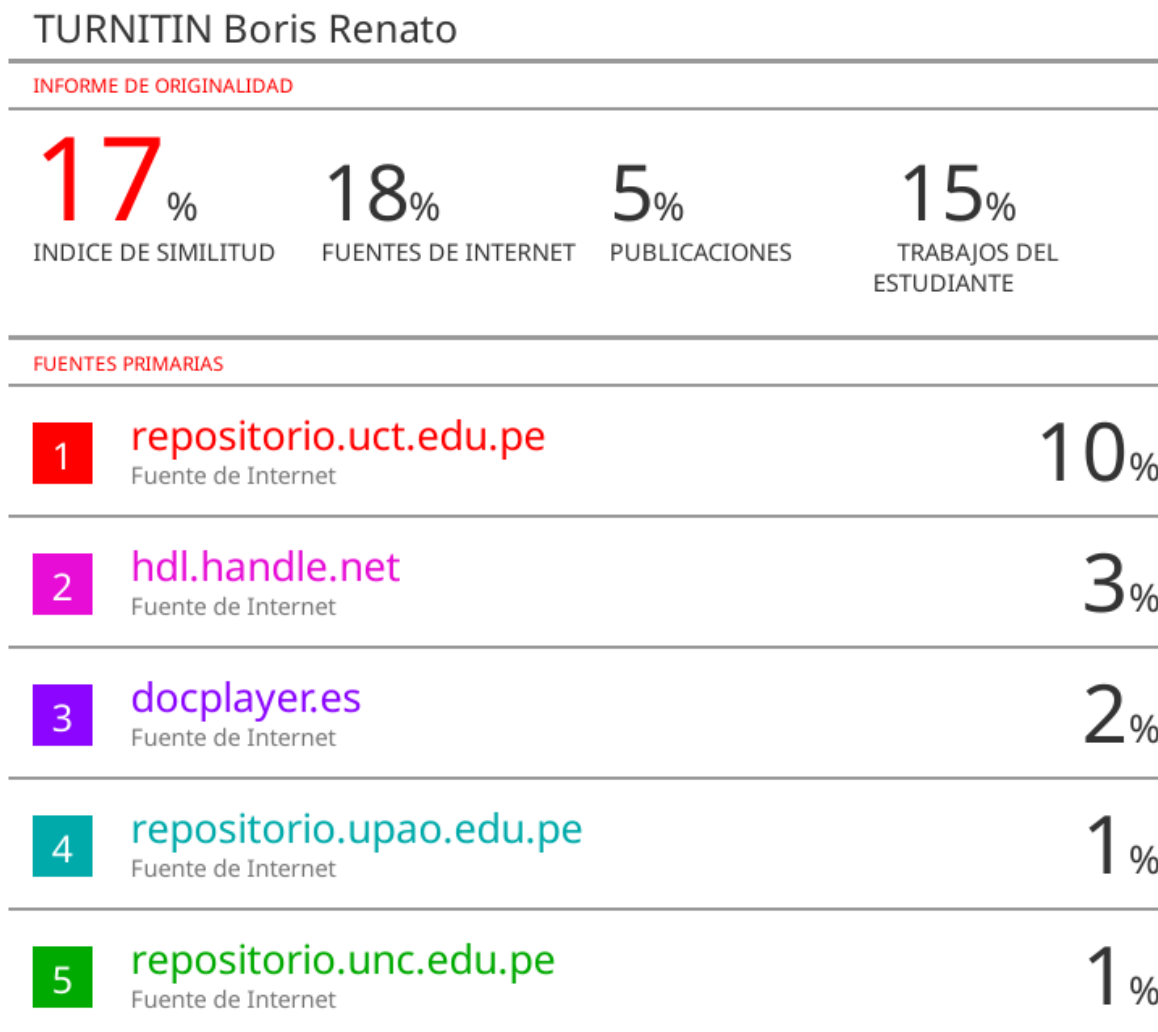 TURNITIN Boris Renato
INFORME DE ORIGINALIDAD
17%
18%
5%
15%
INDICE DE SIMILITUD
FUENTES DE INTERNET
PUBLICACIONES
TRABAJOS DEL
ESTUDIANTE
FUENTES PRIMARIAS
1
repositorio.uct.edu.pe
Fuente de Internet
10%
2
hdl.handle.net
Fuente de Internet
3%
3
docplayer.es
Fuente de Internet
2%
4
repositorio.upao.edu.pe
Fuente de Internet
1%
5
repositorio.unc.edu.pe
Fuente de Internet
1%